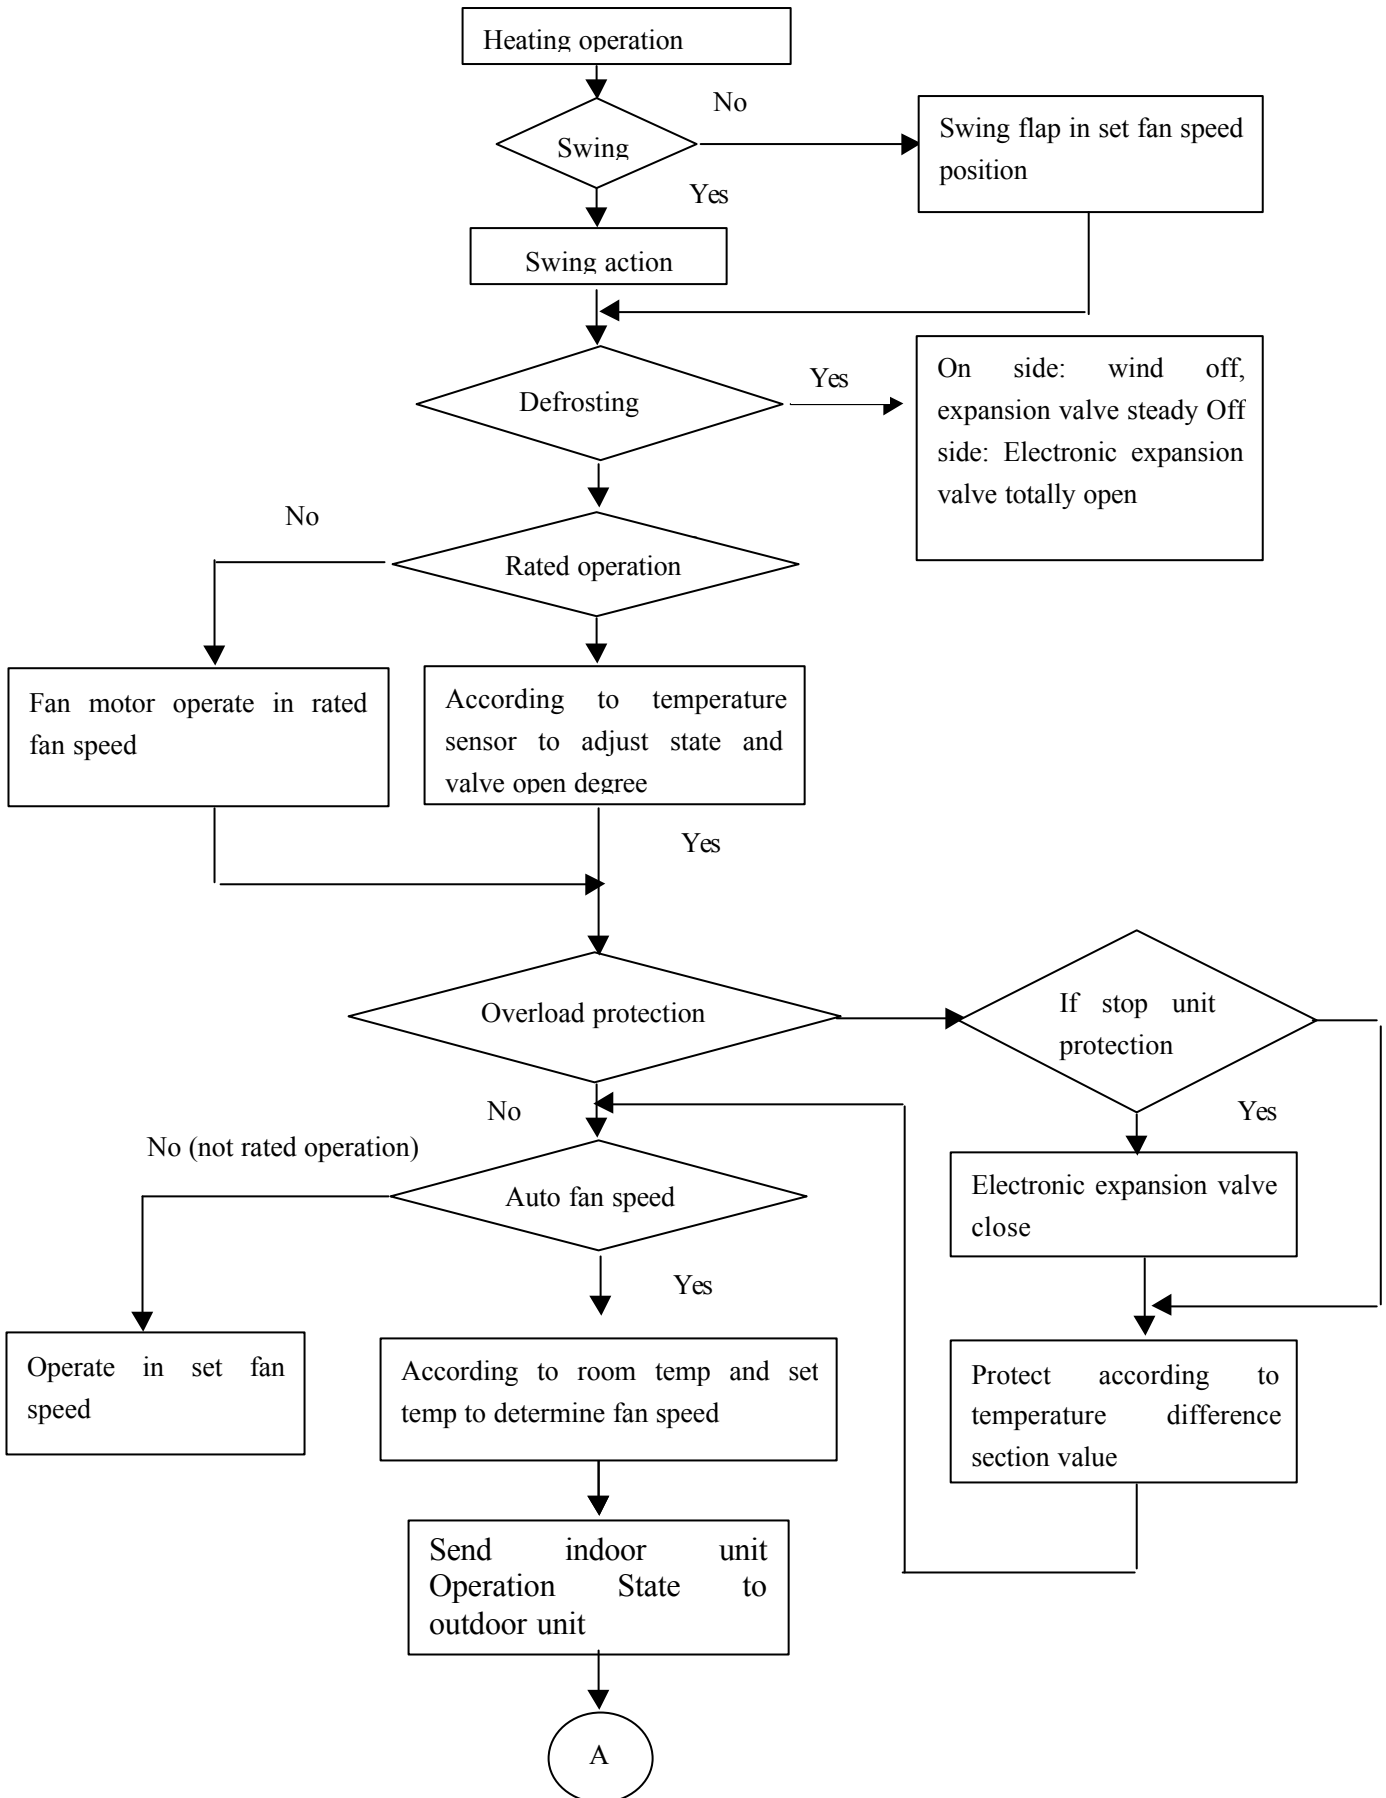 Heating operation
No
Swing
Swing flap in set fan speed
position
Yes
Swing action
Defrosting
Yes
On side: wind off,
expansion valve steady Off
side: Electronic expansion
valve totally open
No
Rated operation
Fan motor operate in rated
fan speed
According to temperature
sensor to adjust state and
valve open degree
Yes
Overload protection
If stop unit
protection
No
Yes
No (not rated operation)
Auto fan speed
Electronic expansion valve
close
Yes
Operate in set fan
speed
According to room temp and set
temp to determine fan speed
Protect according to
temperature difference
section value
Send indoor unit
Operation State to
outdoor unit
A